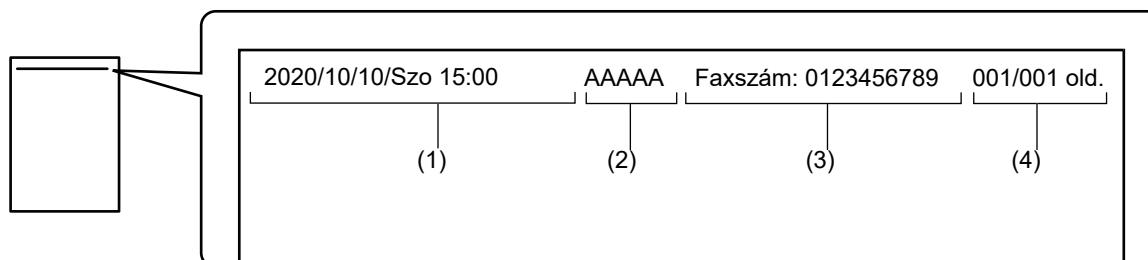 2020/10/10/Szo 15:00 AAAAA Faxszám: 0123456789 001/001 old.
(1) (2) (3) (4)